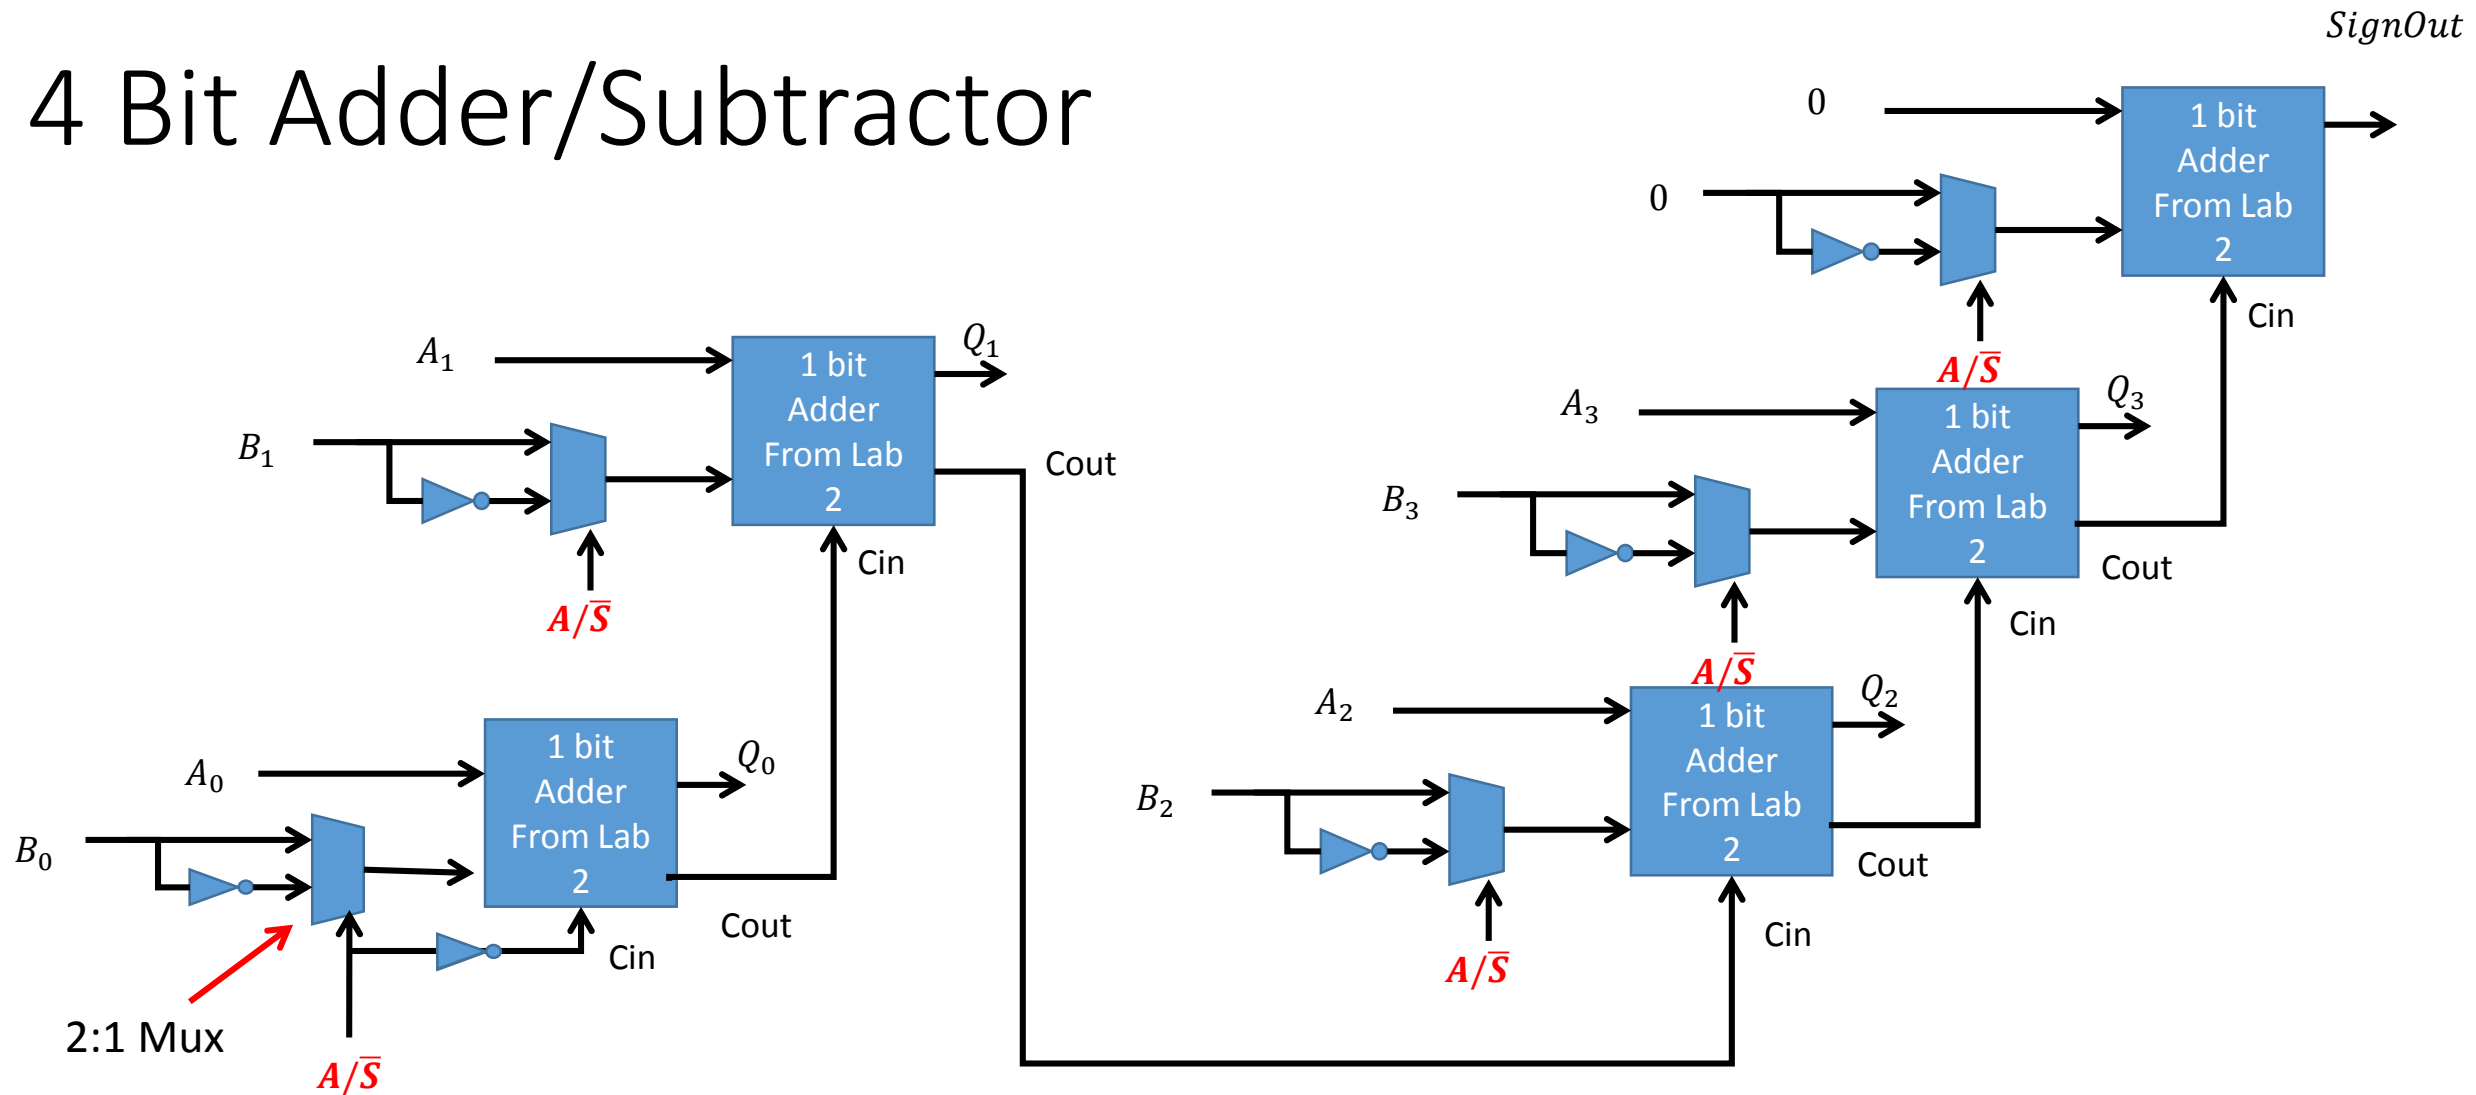 SignOut
4 Bit Adder/Subtractor
0
1 bit
Adder
From Lab
2
0
Cin
A/S̅
A₁
Q₁
1 bit
Adder
From Lab
2
B₁
Cout
Cin
A/S̅
A₃
Q₃
1 bit
Adder
From Lab
2
B₃
Cout
Cin
A/S̅
A₀
Q₀
1 bit
Adder
From Lab
2
B₀
Cout
Cin
2:1 Mux
A/S̅
A₂
Q₂
1 bit
Adder
From Lab
2
B₂
Cout
Cin
A/S̅